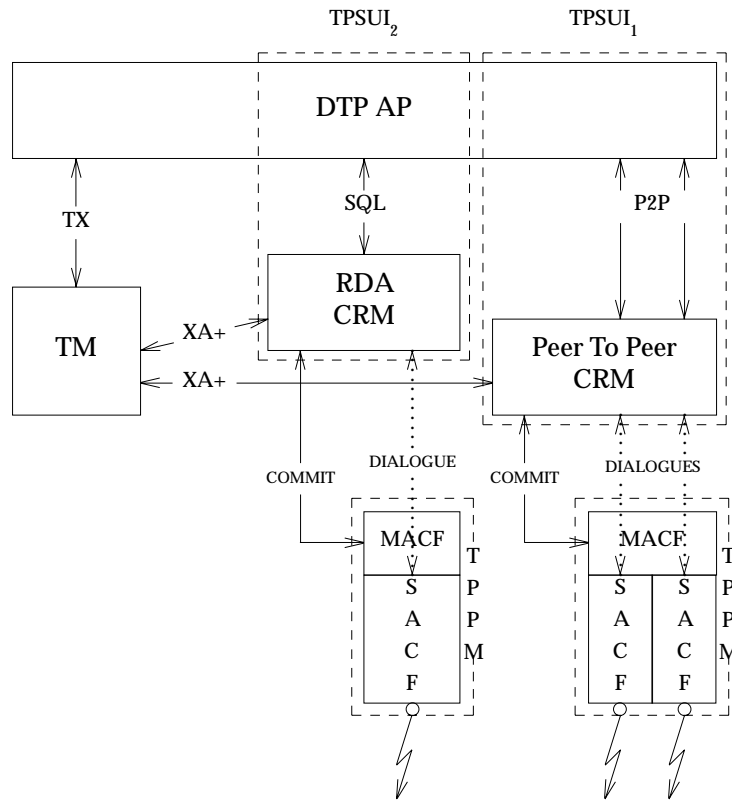 TPSUI2 TPSUI1
DTP AP
TX SQL P2P
RDA
CRM
TM XA+ Peer To Peer
CRM
XA+
COMMIT DIALOGUE COMMIT DIALOGUES
MACF MACF
T P P M
T P P M
S A C F
S A C F
S A C F